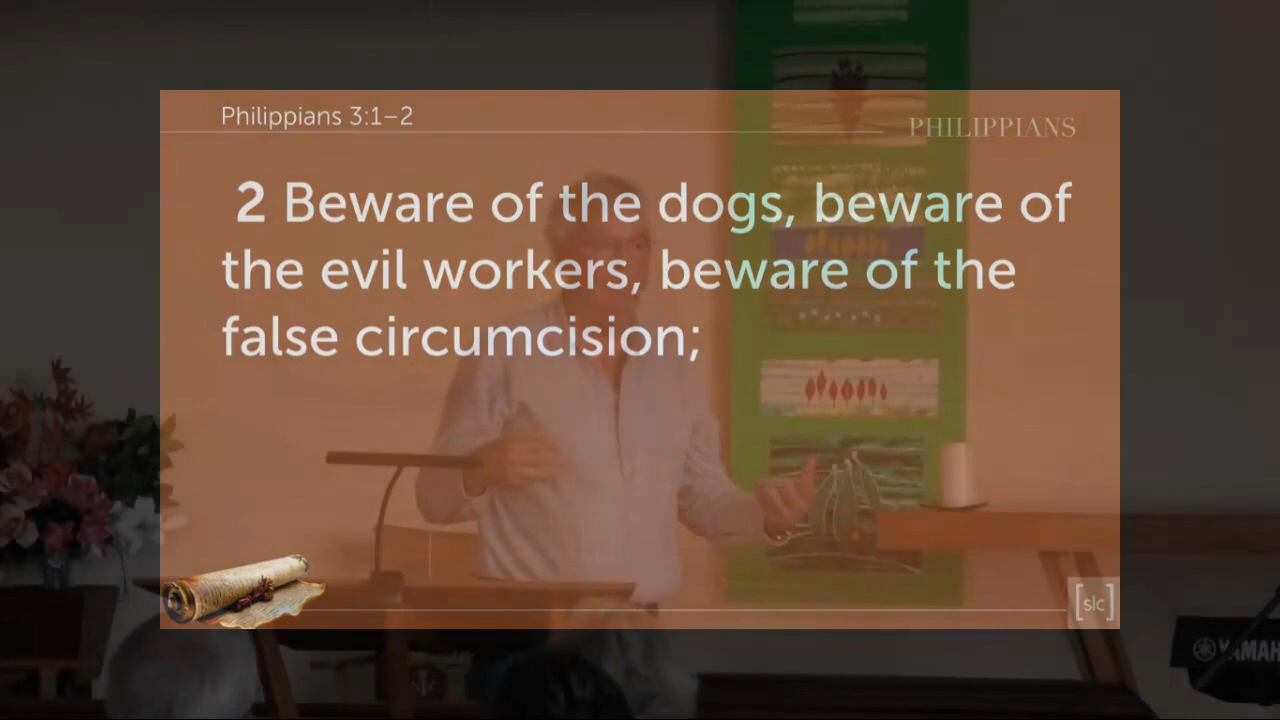 Philippians 3:1–2
PHILIPPIANS
2 Beware of the dogs, beware of
the evil workers, beware of the
false circumcision;
[slc]
YAMAH